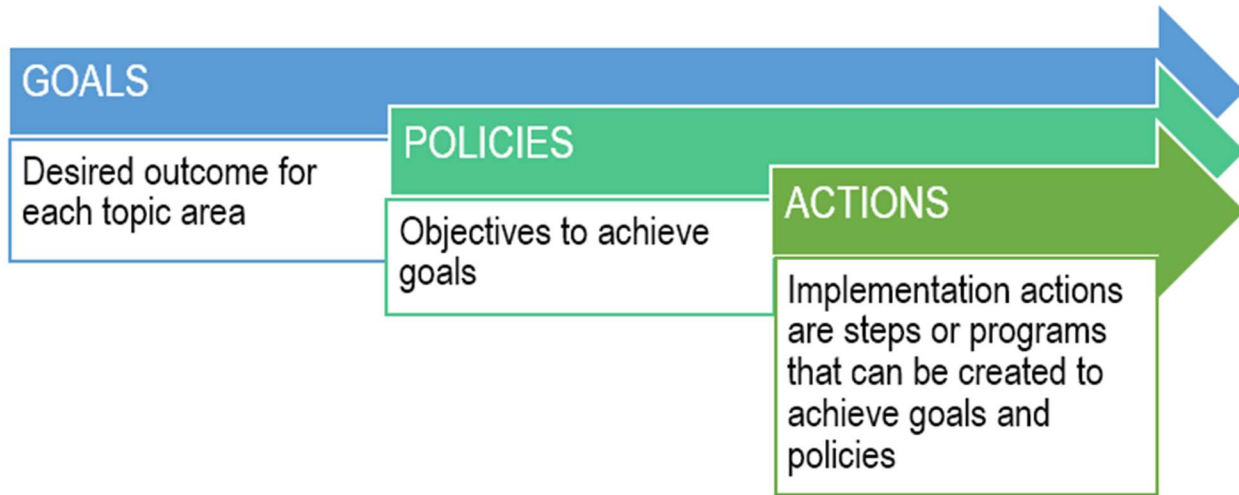 GOALS
Desired outcome for
each topic area
POLICIES
Objectives to achieve
goals
ACTIONS
Implementation actions
are steps or programs
that can be created to
achieve goals and
policies